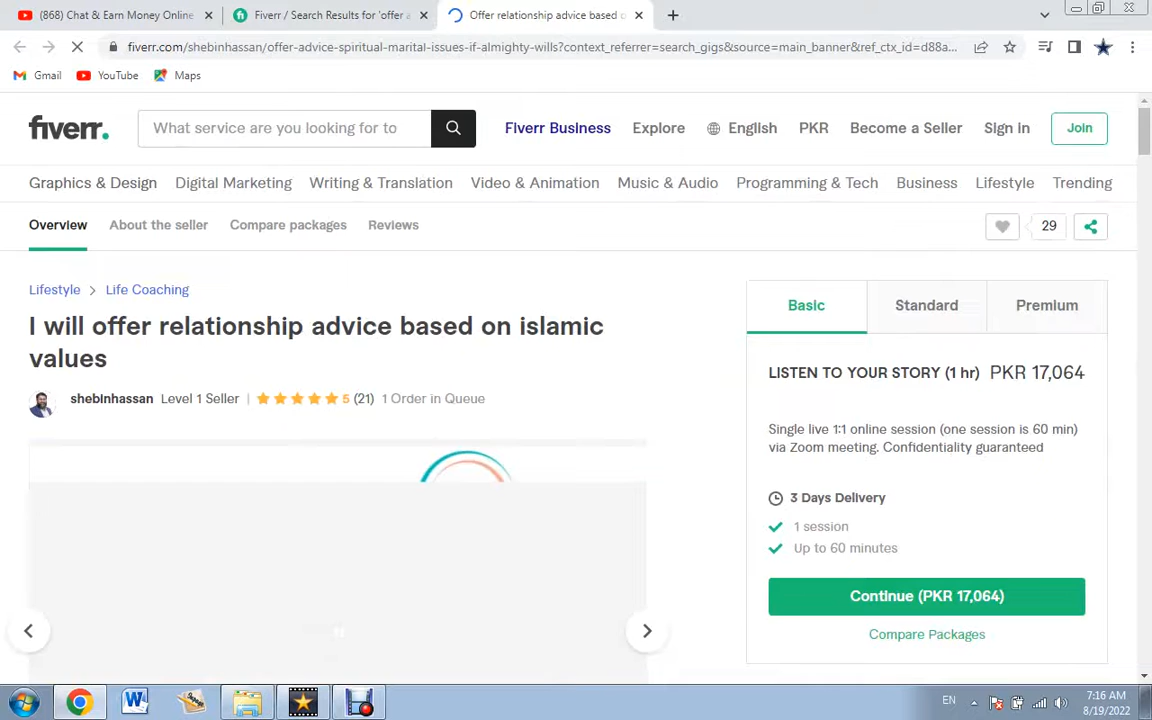 (868) Chat & Earn Money Online
Fiverr / Search Results for 'offer a
Offer relationship advice based o
fiverr.com/shebinhassan/offer-advice-spiritual-marital-issues-if-almighty-wills?context_referrer=search_gigs&source=main_banner&ref_ctx_id=d88a...
Gmail YouTube Maps
fiverr. What service are you looking for to Fiverr Business Explore English PKR Become a Seller Sign in Join
Graphics & Design Digital Marketing Writing & Translation Video & Animation Music & Audio Programming & Tech Business Lifestyle Trending
Overview About the seller Compare packages Reviews 29
Lifestyle > Life Coaching
I will offer relationship advice based on islamic
values
shebinhassan Level 1 Seller | 5 (21) 1 Order in Queue
Basic Standard Premium
LISTEN TO YOUR STORY (1 hr) PKR 17,064
Single live 1:1 online session (one session is 60 min)
via Zoom meeting. Confidentiality guaranteed
3 Days Delivery
1 session
Up to 60 minutes
Continue (PKR 17,064)
Compare Packages
EN 7:16 AM
8/19/2022